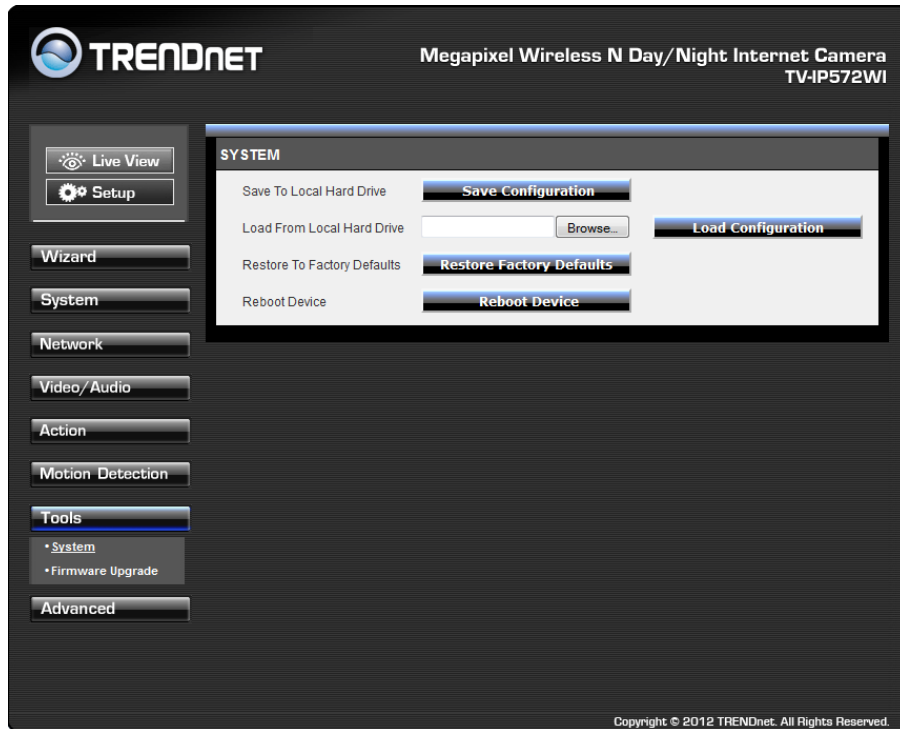 TRENDNET
Megapixel Wireless N Day/Night Internet Camera
TV-IP572WI
Live View
Setup
Wizard
System
Network
Video/Audio
Action
Motion Detection
Tools
• System
• Firmware Upgrade
Advanced
SYSTEM
Save To Local Hard Drive Save Configuration
Load From Local Hard Drive Browse... Load Configuration
Restore To Factory Defaults Restore Factory Defaults
Reboot Device Reboot Device
Copyright © 2012 TRENDnet. All Rights Reserved.